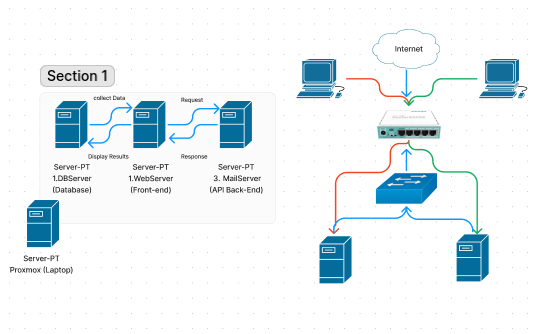 Internet
Section 1
collect Data
Request
Display Results
Response
Server-PT
1.DBServer
(Database)
Server-PT
1.WebServer
(Front-end)
Server-PT
3. MailServer
(API Back-End)
Server-PT
Proxmox (Laptop)